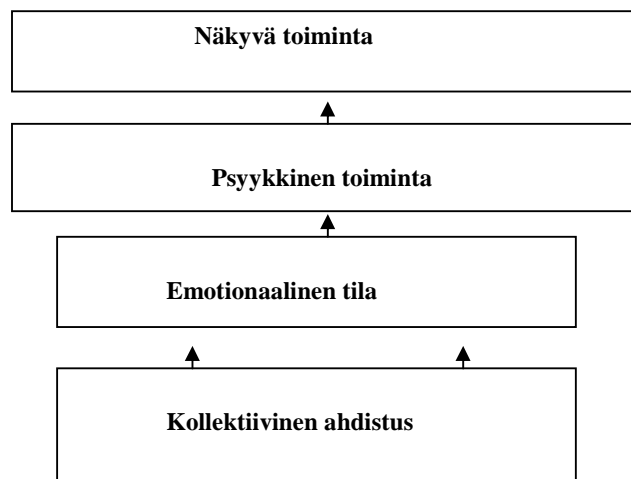 Näkyvä toiminta
Psyykkinen toiminta
Emotionaalinen tila
Kollektiivinen ahdistus